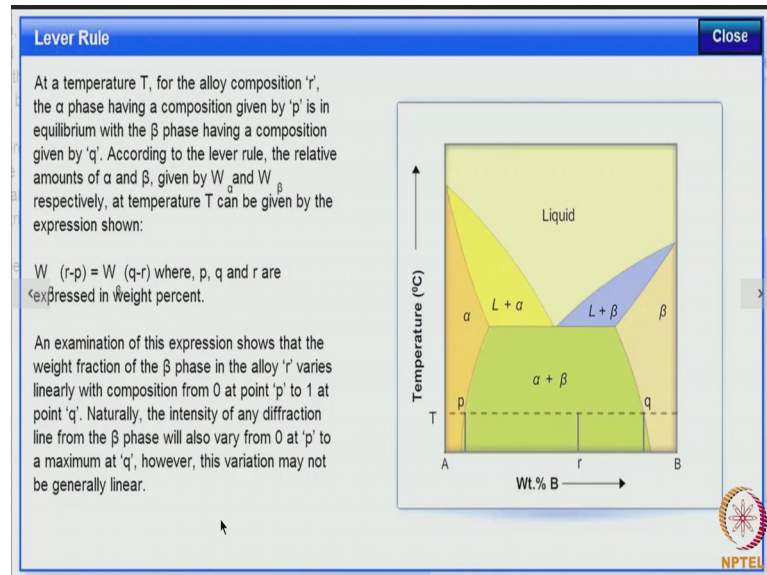 Lever Rule
Close
At a temperature T, for the alloy composition 'r',
the α phase having a composition given by 'p' is in
equilibrium with the β phase having a composition
given by 'q'. According to the lever rule, the relative
amounts of α and β, given by W α and W β
respectively, at temperature T can be given by the
expression shown:
W β (r-p) = W β (q-r) where, p, q and r are
expressed in weight percent.
An examination of this expression shows that the
weight fraction of the β phase in the alloy 'r' varies
linearly with composition from 0 at point 'p' to 1 at
point 'q'. Naturally, the intensity of any diffraction
line from the β phase will also vary from 0 at 'p' to
a maximum at 'q', however, this variation may not
be generally linear.
Temperature (ºC)
Liquid
L + α
L + β
α
β
α + β
p
q
T
A
r
B
Wt.% B
NPTEL